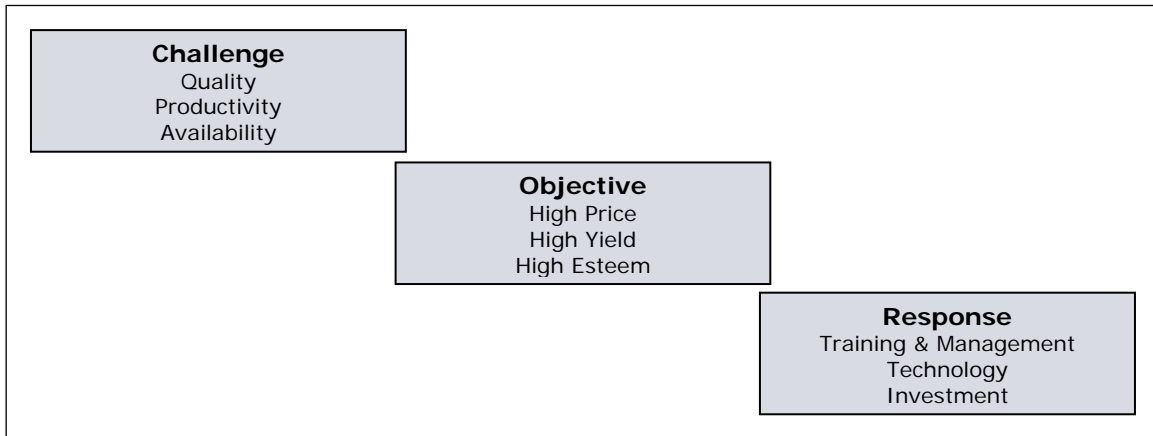 Challenge
Quality
Productivity
Availability
Objective
High Price
High Yield
High Esteem
Response
Training & Management
Technology
Investment